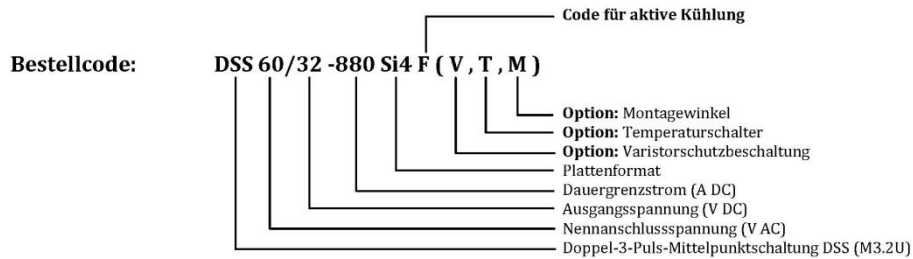 Code für aktive Kühlung
Bestellcode: DSS 60/32 -880 Si4 F ( V , T , M )
Option: Montagewinkel
Option: Temperaturschalter
Option: Varistorschutzbeschaltung
Plattenformat
Dauergrenzstrom (A DC)
Ausgangsspannung (V DC)
Nennanschlussspannung (V AC)
Doppel-3-Puls-Mittelpunktschaltung DSS (M3.2U)